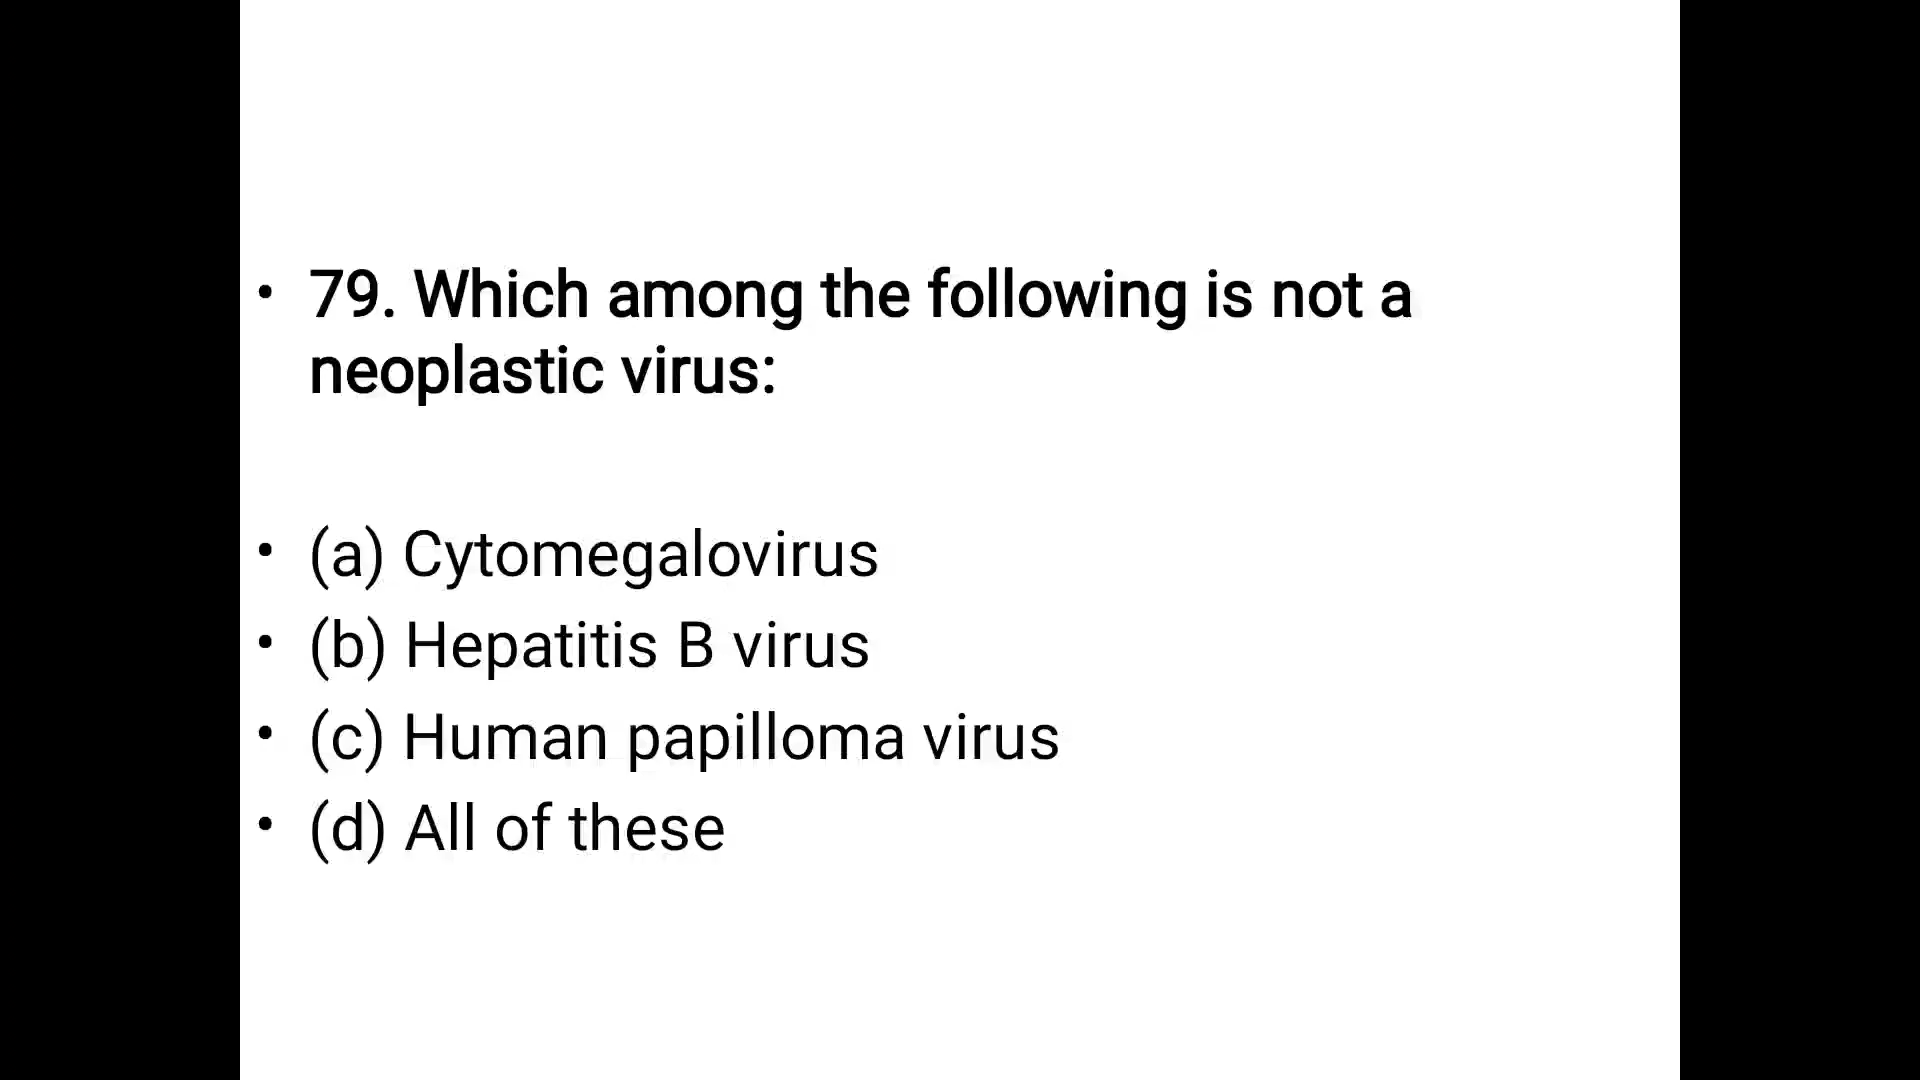 • 79. Which among the following is not a
neoplastic virus:
• (a) Cytomegalovirus
• (b) Hepatitis B virus
• (c) Human papilloma virus
• (d) All of these